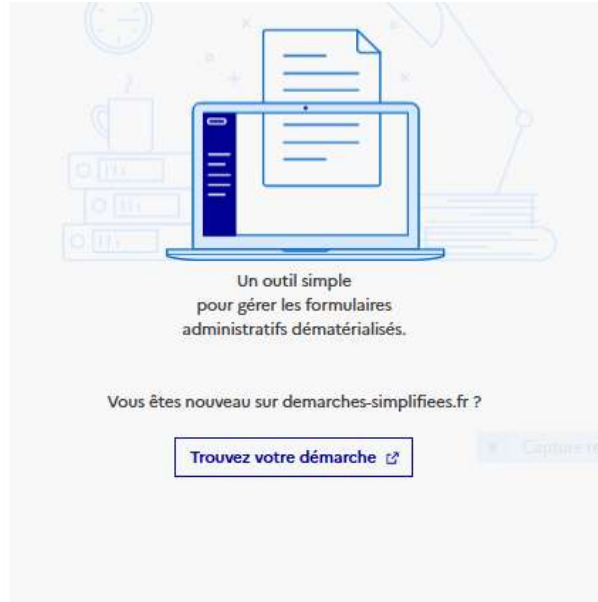 Un outil simple
pour gérer les formulaires
administratifs dématérialisés.
Vous êtes nouveau sur demarches-simplifiees.fr ?
Trouvez votre démarche
Capture